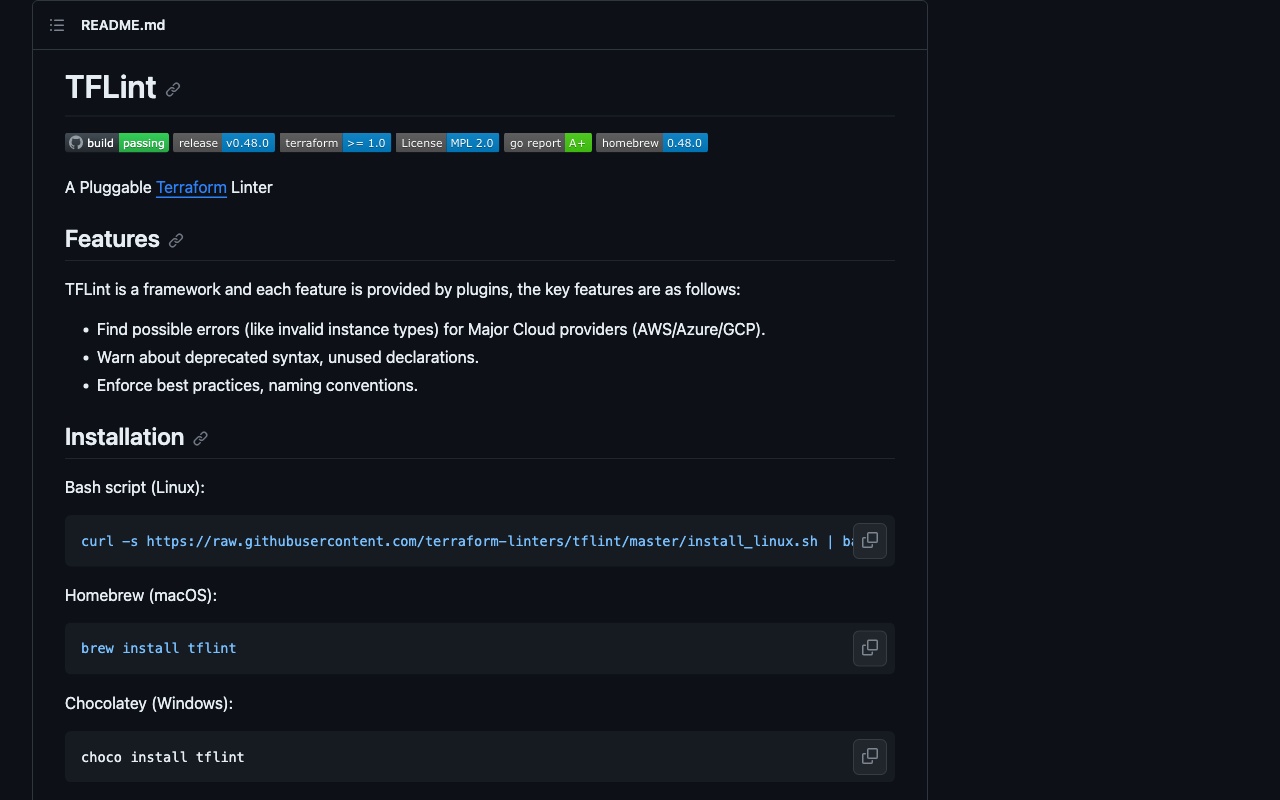 README.md
TFLint
build passing release v0.48.0 terraform >= 1.0 License MPL 2.0 go report A+ homebrew 0.48.0
A Pluggable Terraform Linter
Features
TFLint is a framework and each feature is provided by plugins, the key features are as follows:
• Find possible errors (like invalid instance types) for Major Cloud providers (AWS/Azure/GCP).
• Warn about deprecated syntax, unused declarations.
• Enforce best practices, naming conventions.
Installation
Bash script (Linux):
curl -s https://raw.githubusercontent.com/terraform-linters/tflint/master/install_linux.sh | ba
Homebrew (macOS):
brew install tflint
Chocolatey (Windows):
choco install tflint